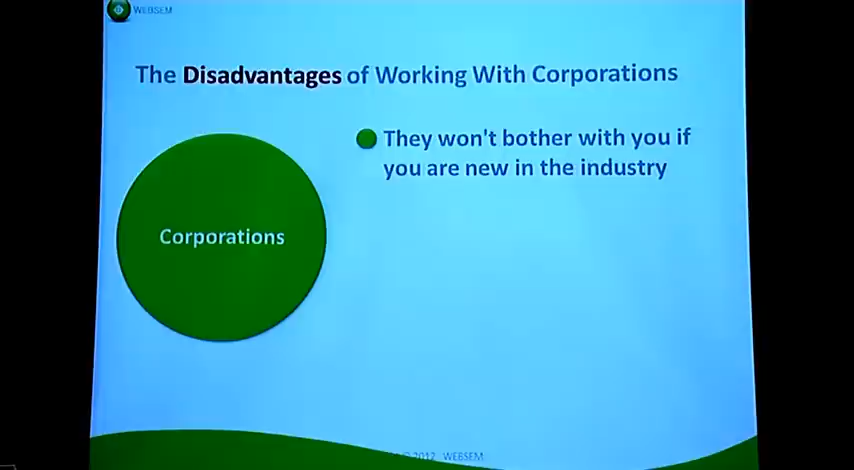 WEBSEM
The Disadvantages of Working With Corporations
They won't bother with you if
you are new in the industry
Corporations
© 2012 WEBSEM